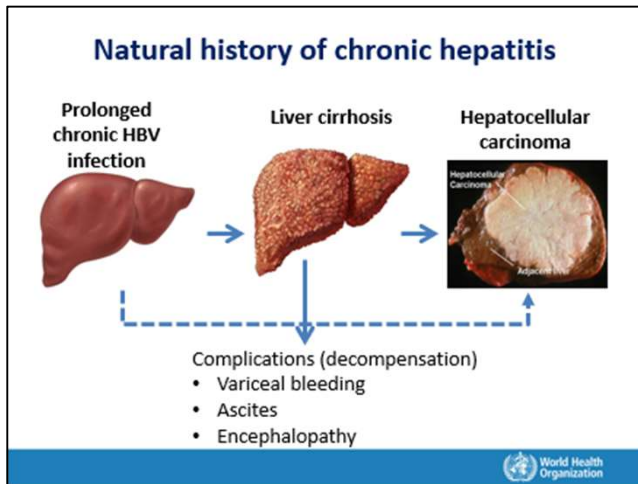 Natural history of chronic hepatitis
Prolonged
chronic HBV
infection
Liver cirrhosis
Hepatocellular
carcinoma
Hepatocellular
Carcinoma
Adjacent liver
Complications (decompensation)
• Variceal bleeding
• Ascites
• Encephalopathy
World Health
Organization